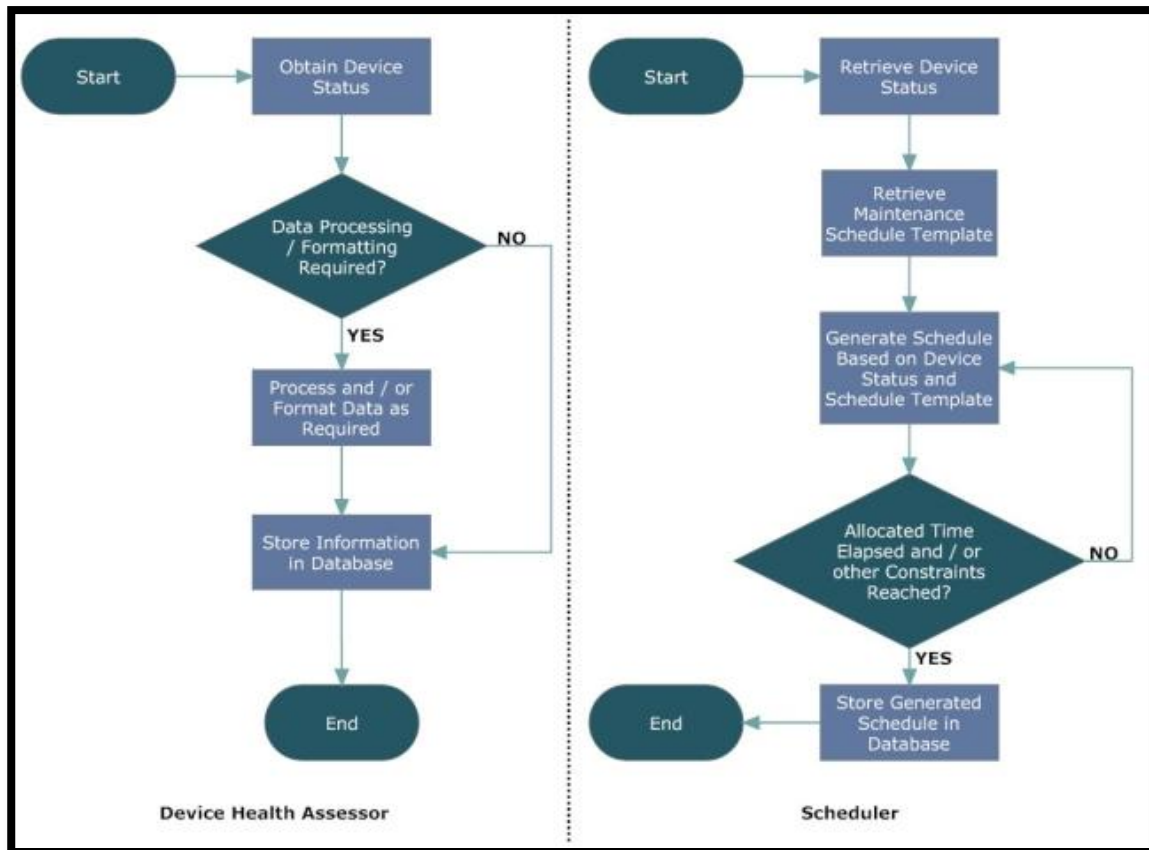 Start
Obtain Device
Status
Data Processing
/ Formatting
Required?
NO
YES
Process and / or
Format Data as
Required
Store Information
in Database
End
Device Health Assessor
Start
Retrieve Device
Status
Retrieve
Maintenance
Schedule Template
Generate Schedule
Based on Device
Status and
Schedule Template
Allocated Time
Elapsed and / or
other Constraints
Reached?
NO
YES
Store Generated
Schedule in
Database
End
Scheduler